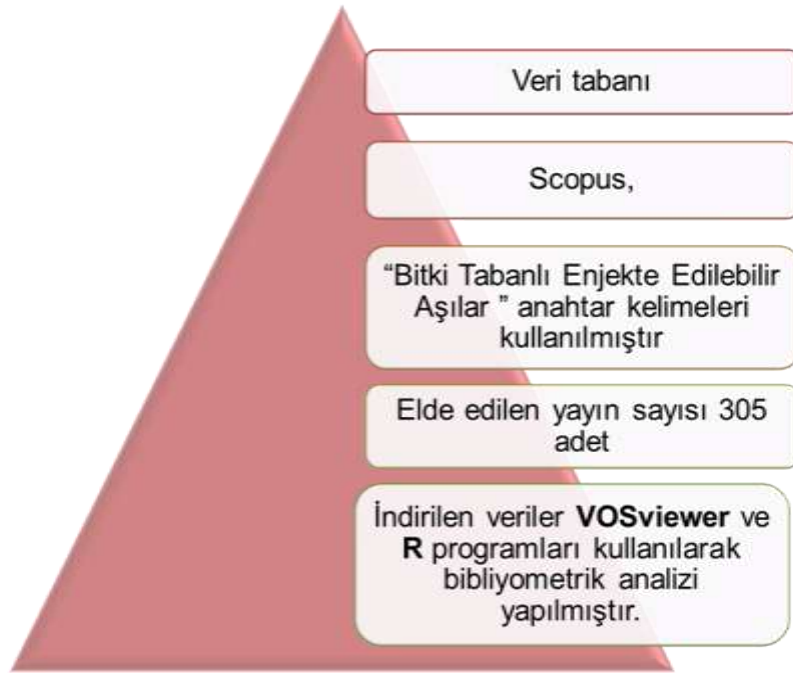 Veri tabanı
Scopus,
“Bitki Tabanlı Enjekte Edilebilir
Aşılar ” anahtar kelimeleri
kullanılmıştır
Elde edilen yayın sayısı 305
adet
İndirilen veriler VOSviewer ve
R programları kullanılarak
bibliyometrik analizi
yapılmıştır.